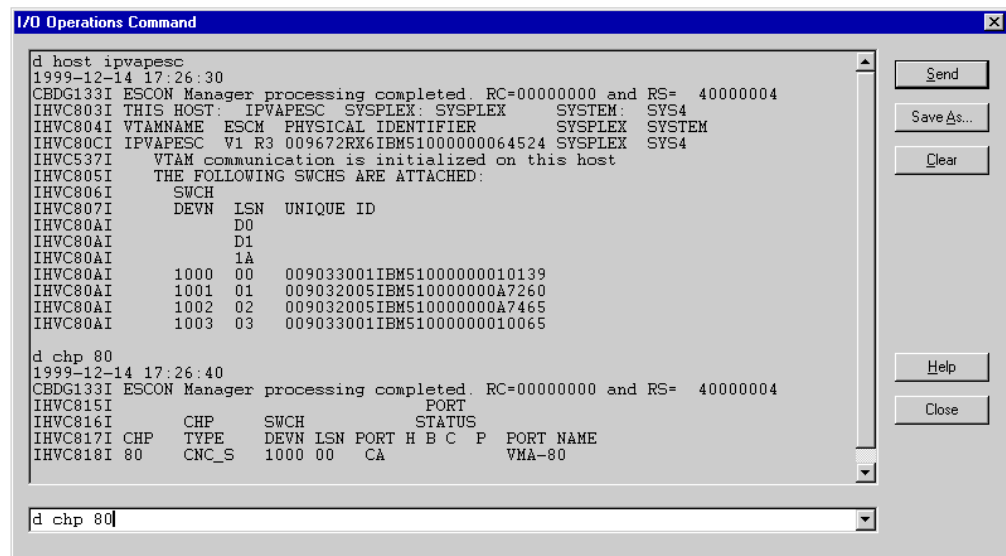 I/O Operations Command
d host ipvapesc
1999-12-14 17:26:30
CBDG133I ESCON Manager processing completed. RC=00000000 and RS=  40000004
IHVC803I THIS HOST:  IPVAPESC  SYSPLEX: SYSPLEX     SYSTEM:  SYS4
IHVC804I VTAMNAME  ESCM  PHYSICAL IDENTIFIER        SYSPLEX  SYSTEM
IHVC80CI IPVAPESC  V1 R3 009672RX6IBM51000000064524 SYSPLEX  SYS4
IHVC537I    VTAM communication is initialized on this host
IHVC805I    THE FOLLOWING SWCHS ARE ATTACHED:
IHVC806I      SWCH
IHVC807I      DEVN  LSN  UNIQUE ID
IHVC80AI            D0
IHVC80AI            D1
IHVC80AI            1A
IHVC80AI      1000  00   009033001IBM51000000010139
IHVC80AI      1001  01   009032005IBM510000000A7260
IHVC80AI      1002  02   009032005IBM510000000A7465
IHVC80AI      1003  03   009033001IBM51000000010065
d chp 80
1999-12-14 17:26:40
CBDG133I ESCON Manager processing completed. RC=00000000 and RS=  40000004
IHVC815I                               PORT
IHVC816I       CHP     SWCH           STATUS
IHVC817I CHP   TYPE    DEVN LSN PORT H B C  P  PORT NAME
IHVC818I 80    CNC_S   1000 00   CA            VMA-80
d chp 80
Send
Save As...
Clear
Help
Close